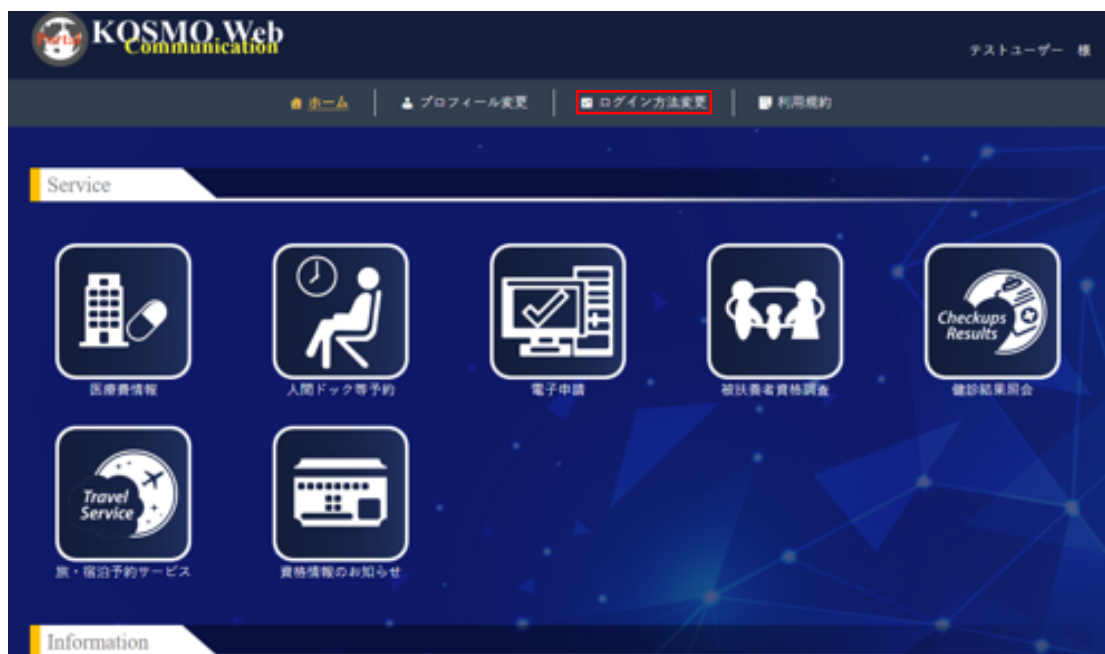 Portal
KOSMO Web
Communication
テストユーザー 様
ホーム
プロフィール変更
ログイン方法変更
利用規約
Service
医療費情報
人間ドック等予約
電子申請
被扶養者資格調査
Checkups
Results
健診結果照会
Travel
Service
旅・宿泊予約サービス
資格情報のお知らせ
Information